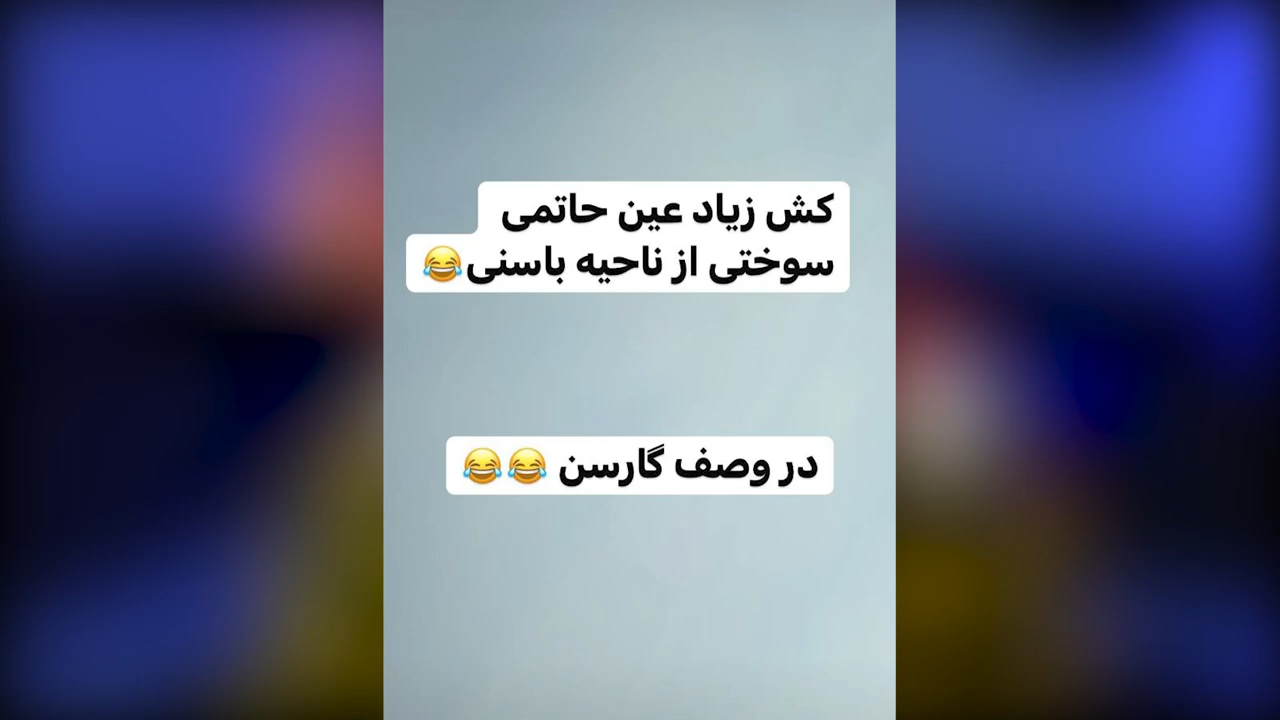 کش زیاد عین حاتمی
سوختی از ناحیه باسنی😂
در وصف گارسن 😂😂